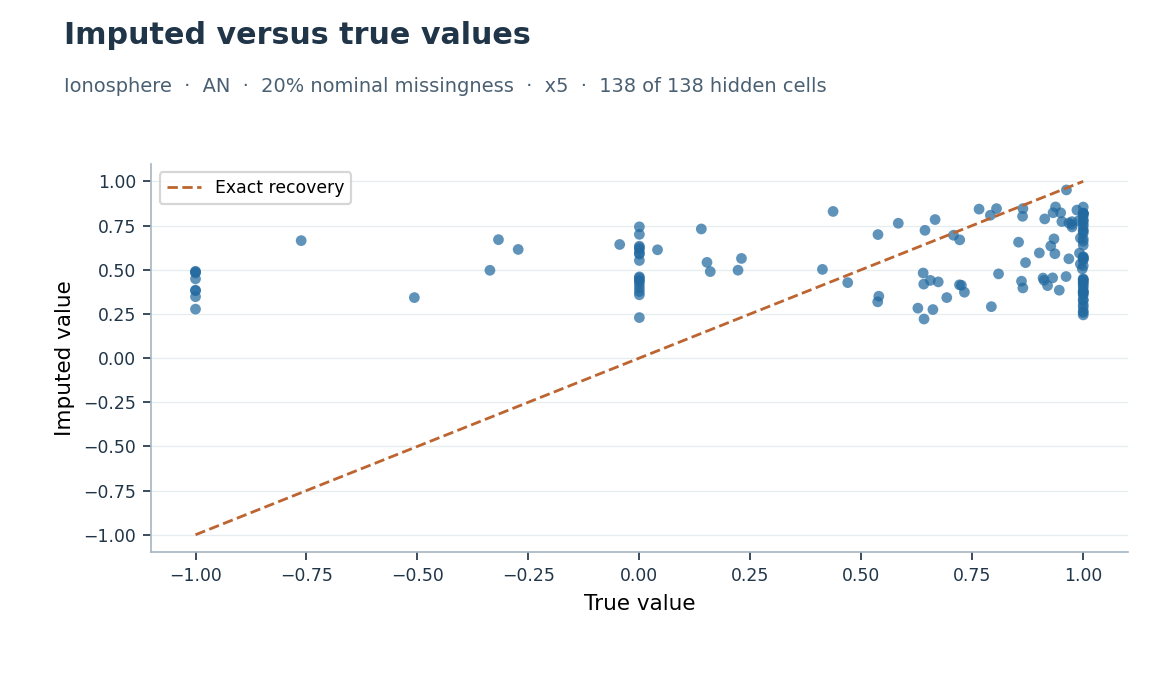 Imputed versus true values
Ionosphere · AN · 20% nominal missingness · x5 · 138 of 138 hidden cells
Exact recovery
1.00
0.75
0.50
0.25
0.00
−0.25
−0.50
−0.75
−1.00
Imputed value
−1.00 −0.75 −0.50 −0.25 0.00 0.25 0.50 0.75 1.00
True value